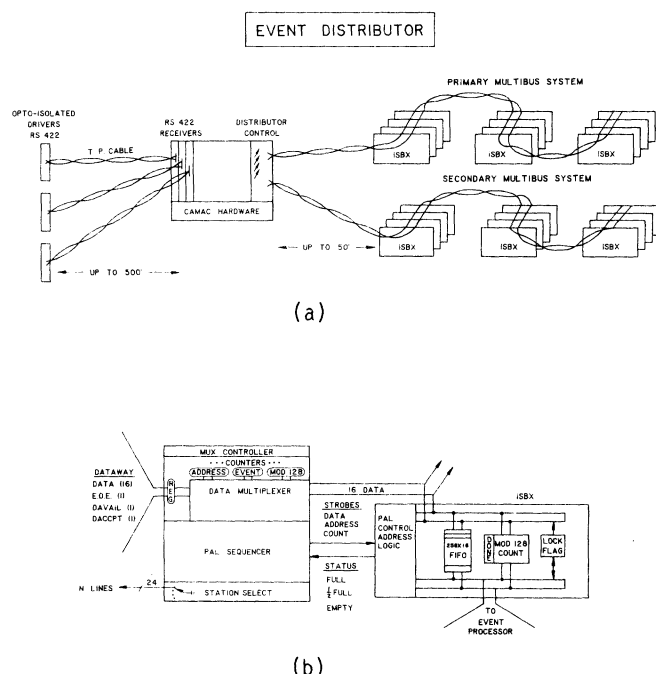 EVENT DISTRIBUTOR
PRIMARY MULTIBUS SYSTEM
OPTO-ISOLATED
DRIVERS
RS 422
T P CABLE
RS 422
RECEIVERS
DISTRIBUTOR
CONTROL
iSBX
iSBX
iSBX
SECONDARY MULTIBUS SYSTEM
CAMAC HARDWARE
UP TO 50'
iSBX
iSBX
iSBX
UP TO 500'
(a)
MUX CONTROLLER
··· COUNTERS ···
ADDRESS EVENT MOD 128
DATA MULTIPLEXER
DATAWAY
DATA (16)
E.O.E. (1)
DAVAIL (1)
DACCPT (1)
N
E
G
16 DATA
iSBX
STROBES
DATA
ADDRESS
COUNT
PAL
CONTROL
ADDRESS
LOGIC
256X16
FIFO
DONE
MOD 128
COUNT
LOCK
FLAG
PAL SEQUENCER
STATUS
FULL
½ FULL
EMPTY
N LINES
24
STATION SELECT
TO
EVENT
PROCESSOR
(b)